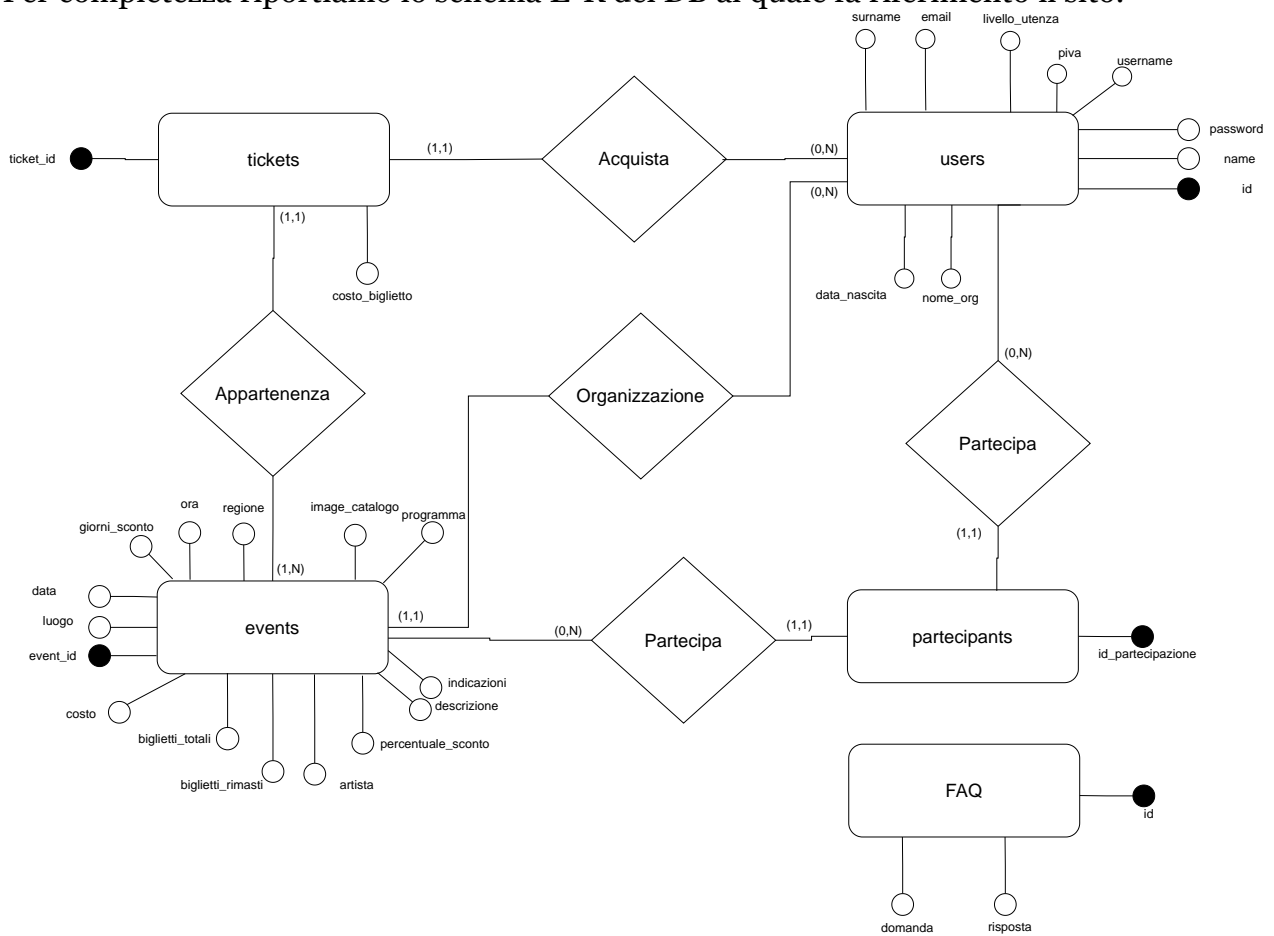 Per completezza riportiamo lo schema E-R del DB al quale fa riferimento il sito:
surname
email
livello_utenza
piva
username
tickets
Acquista
users
ticket_id
(1,1)
(0,N)
(0,N)
password
name
id
(1,1)
costo_biglietto
data_nascita
nome_org
(0,N)
Appartenenza
Organizzazione
Partecipa
ora
regione
image_catalogo
programma
giorni_sconto
(1,1)
(1,N)
data
luogo
event_id
events
(1,1)
(0,N)
Partecipa
(1,1)
partecipants
id_partecipazione
indicazioni
descrizione
costo
biglietti_totali
percentuale_sconto
biglietti_rimasti
artista
FAQ
id
domanda
risposta